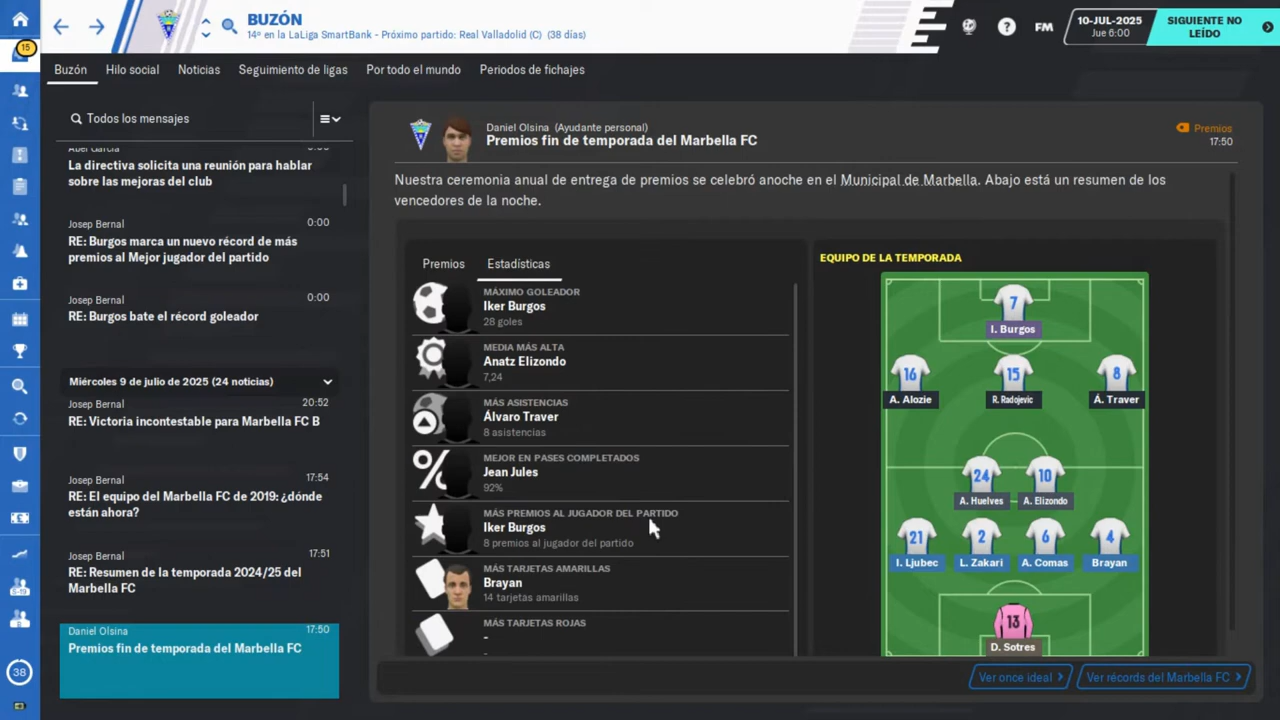 15
BUZÓN
14º en la LaLiga SmartBank - Próximo partido: Real Valladolid (C) (38 días)
FM
10-JUL-2025
Jue 6:00
SIGUIENTE NO
LEÍDO
Buzón
Hilo social
Noticias
Seguimiento de ligas
Por todo el mundo
Periodos de fichajes
Todos los mensajes
Abel García
La directiva solicita una reunión para hablar
sobre las mejoras del club
Josep Bernal
0:00
RE: Burgos marca un nuevo récord de más
premios al Mejor jugador del partido
Josep Bernal
0:00
RE: Burgos bate el récord goleador
Miércoles 9 de julio de 2025 (24 noticias)
Josep Bernal
20:52
RE: Victoria incontestable para Marbella FC B
Josep Bernal
17:54
RE: El equipo del Marbella FC de 2019: ¿dónde
están ahora?
Josep Bernal
17:51
RE: Resumen de la temporada 2024/25 del
Marbella FC
Daniel Olsina
17:50
Premios fin de temporada del Marbella FC
38
Daniel Olsina (Ayudante personal)
Premios fin de temporada del Marbella FC
Premios
17:50
Nuestra ceremonia anual de entrega de premios se celebró anoche en el Municipal de Marbella. Abajo está un resumen de los
vencedores de la noche.
Premios
Estadísticas
MÁXIMO GOLEADOR
Iker Burgos
28 goles
MEDIA MÁS ALTA
Anatz Elizondo
7,24
MÁS ASISTENCIAS
Álvaro Traver
8 asistencias
MEJOR EN PASES COMPLETADOS
Jean Jules
92%
MÁS PREMIOS AL JUGADOR DEL PARTIDO
Iker Burgos
8 premios al jugador del partido
MÁS TARJETAS AMARILLAS
Brayan
14 tarjetas amarillas
MÁS TARJETAS ROJAS
-
-
EQUIPO DE LA TEMPORADA
7
I. Burgos
16
15
8
A. Alozie
R. Radojevic
Á. Traver
24
10
A. Huelves
A. Elizondo
21
2
6
4
I. Ljubec
L. Zakari
A. Comas
Brayan
13
D. Sotres
Ver once ideal
Ver récords del Marbella FC